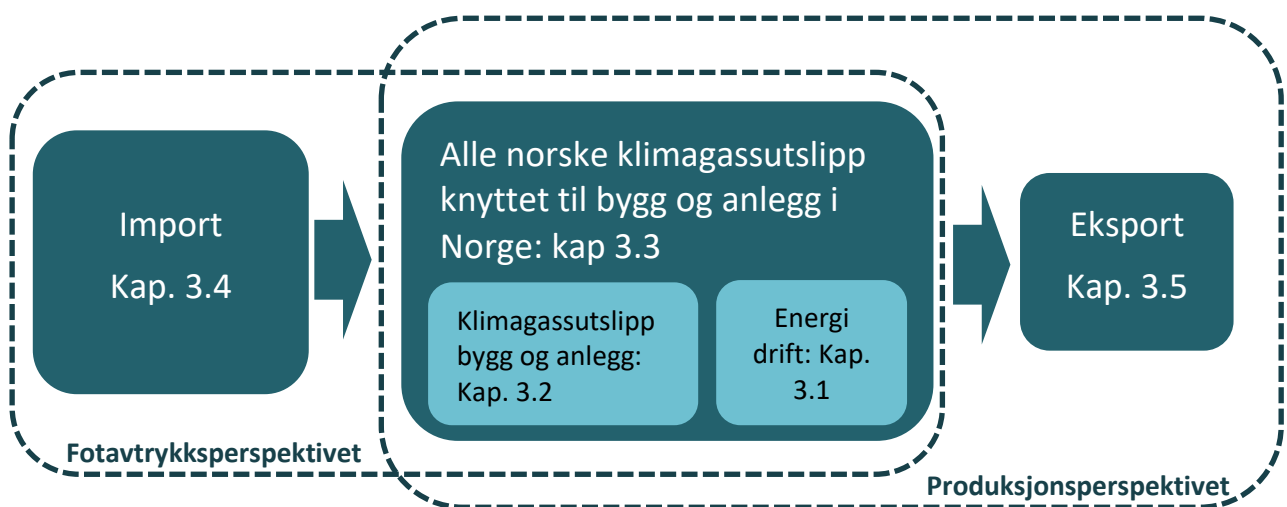 Import
Kap. 3.4
Alle norske klimagassutslipp
knyttet til bygg og anlegg i
Norge: kap 3.3
Klimagassutslipp
bygg og anlegg:
Kap. 3.2
Energi
drift: Kap.
3.1
Eksport
Kap. 3.5
Fotavtrykksperspektivet
Produksjonsperspektivet